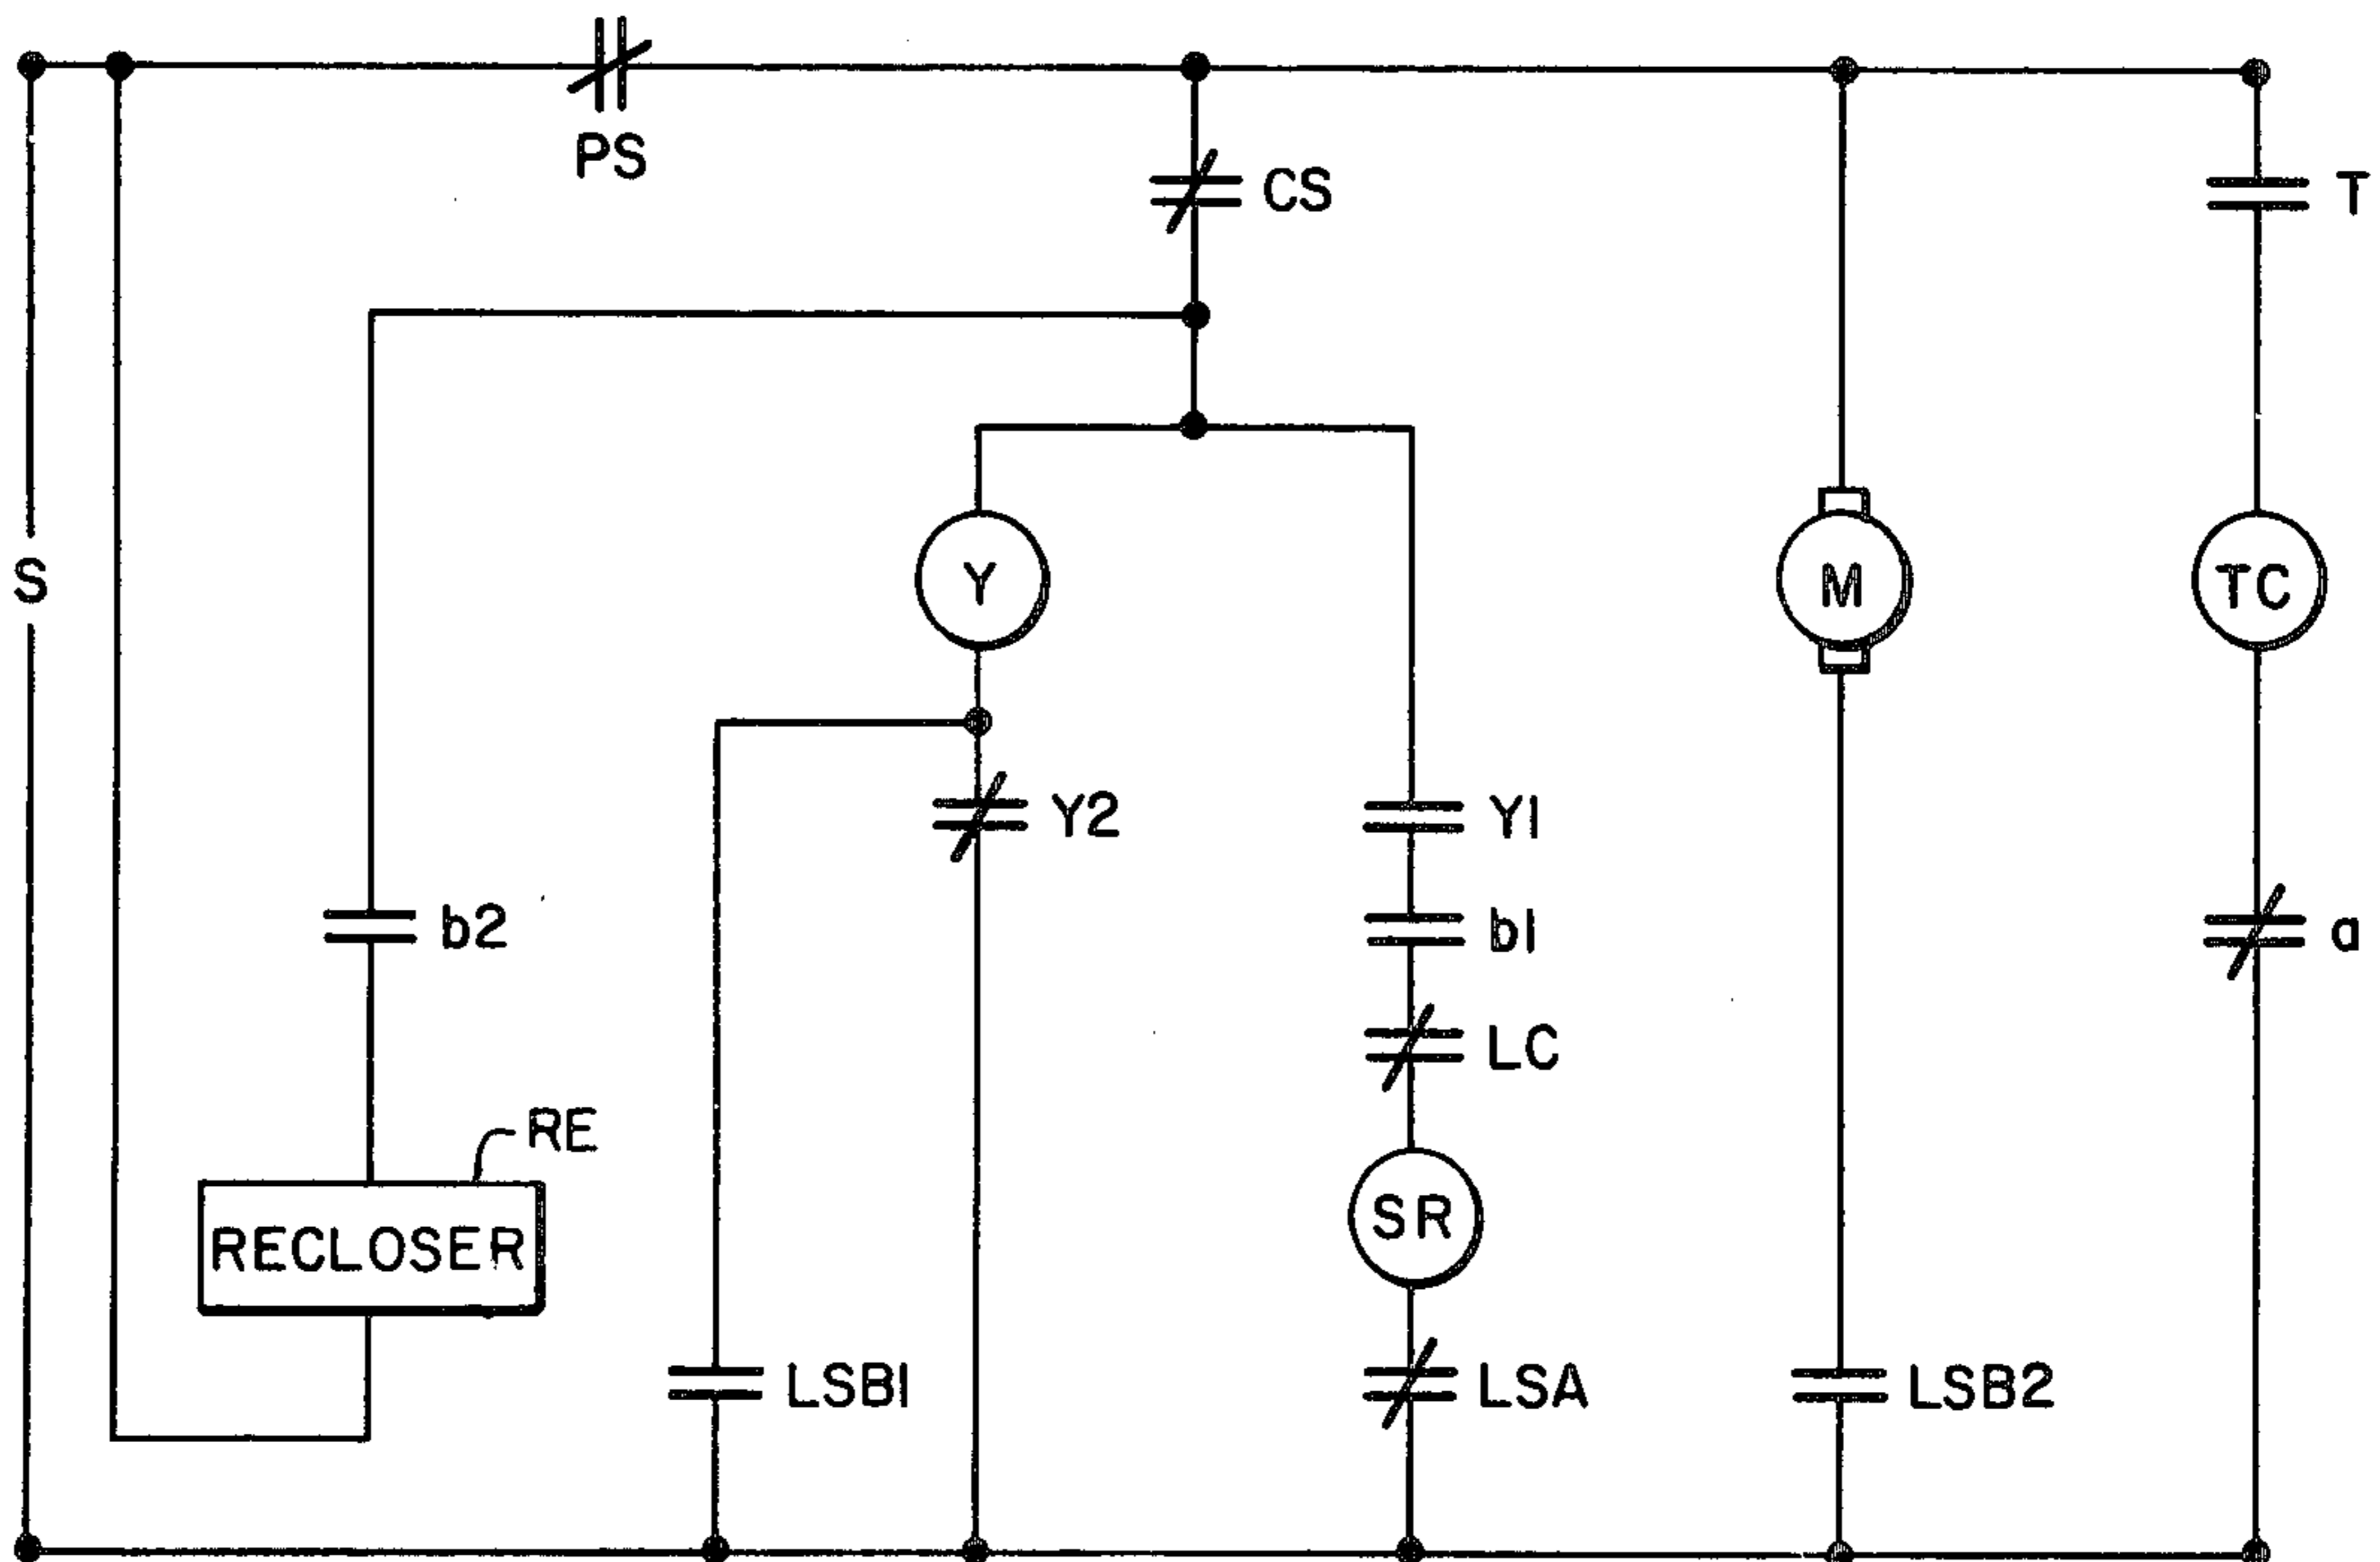 PS
CS
T
S
Y
M
TC
Y2
Y1
b2
b1
a
LC
RE
RECLOSER
SR
LSB1
LSA
LSB2